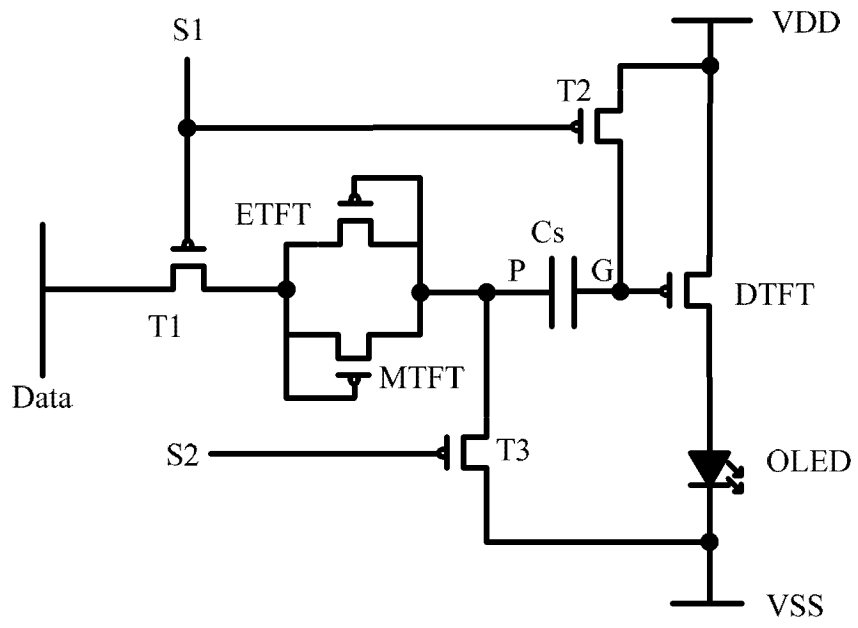 S1
VDD
T2
ETFT
Cs
P
G
DTFT
T1
MTFT
Data
S2
T3
OLED
VSS